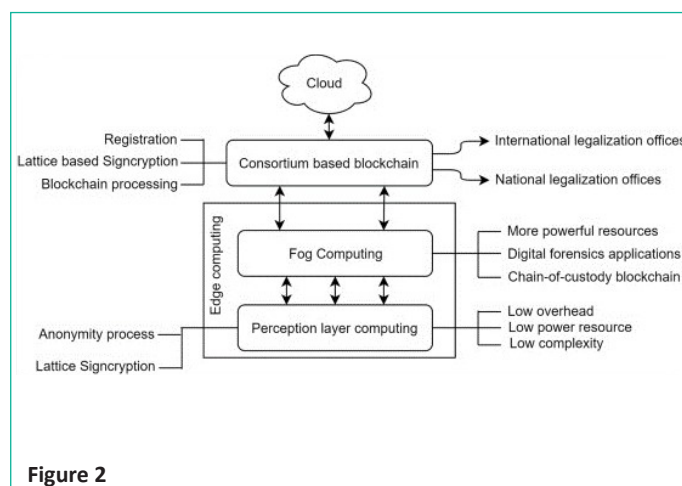 Cloud
Registration
Lattice based Signcryption
Blockchain processing
Consortium based blockchain
International legalization offices
National legalization offices
Edge computing
Fog Computing
More powerful resources
Digital forensics applications
Chain-of-custody blockchain
Anonymity process
Lattice Signcryption
Perception layer computing
Low overhead
Low power resource
Low complexity
Figure 2